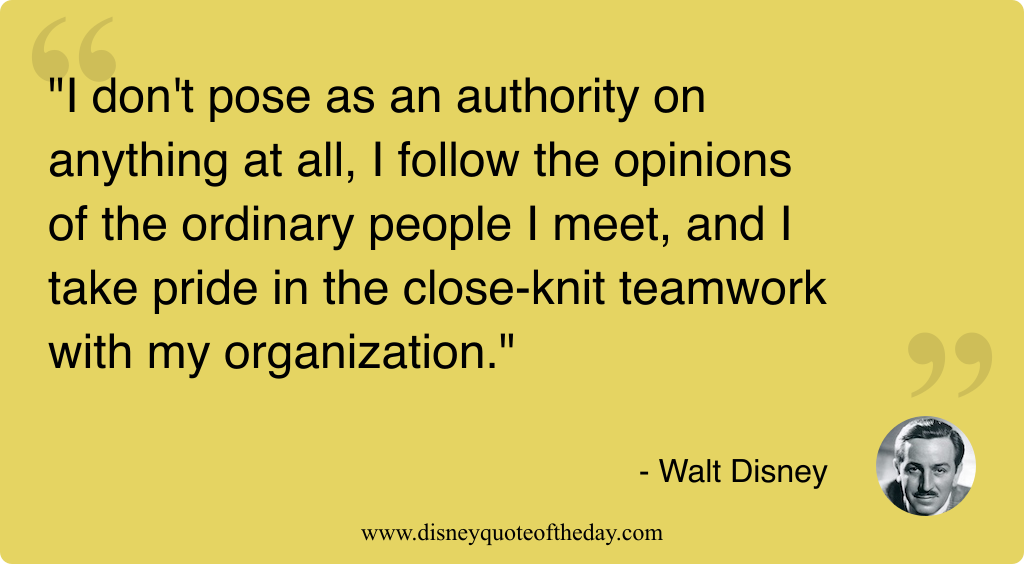 "I don't pose as an authority on
anything at all, I follow the opinions
of the ordinary people I meet, and I
take pride in the close-knit teamwork
with my organization."
- Walt Disney
www.disneyquoteoftheday.com